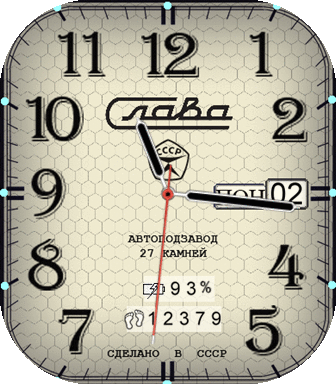 11 12 1
10 Слава 2
СССР
9 ПОН 02
АВТОПОДЗАВОД
27 КАМНЕЙ
8 4
93%
12379
7 5
СДЕЛАНО В СССР